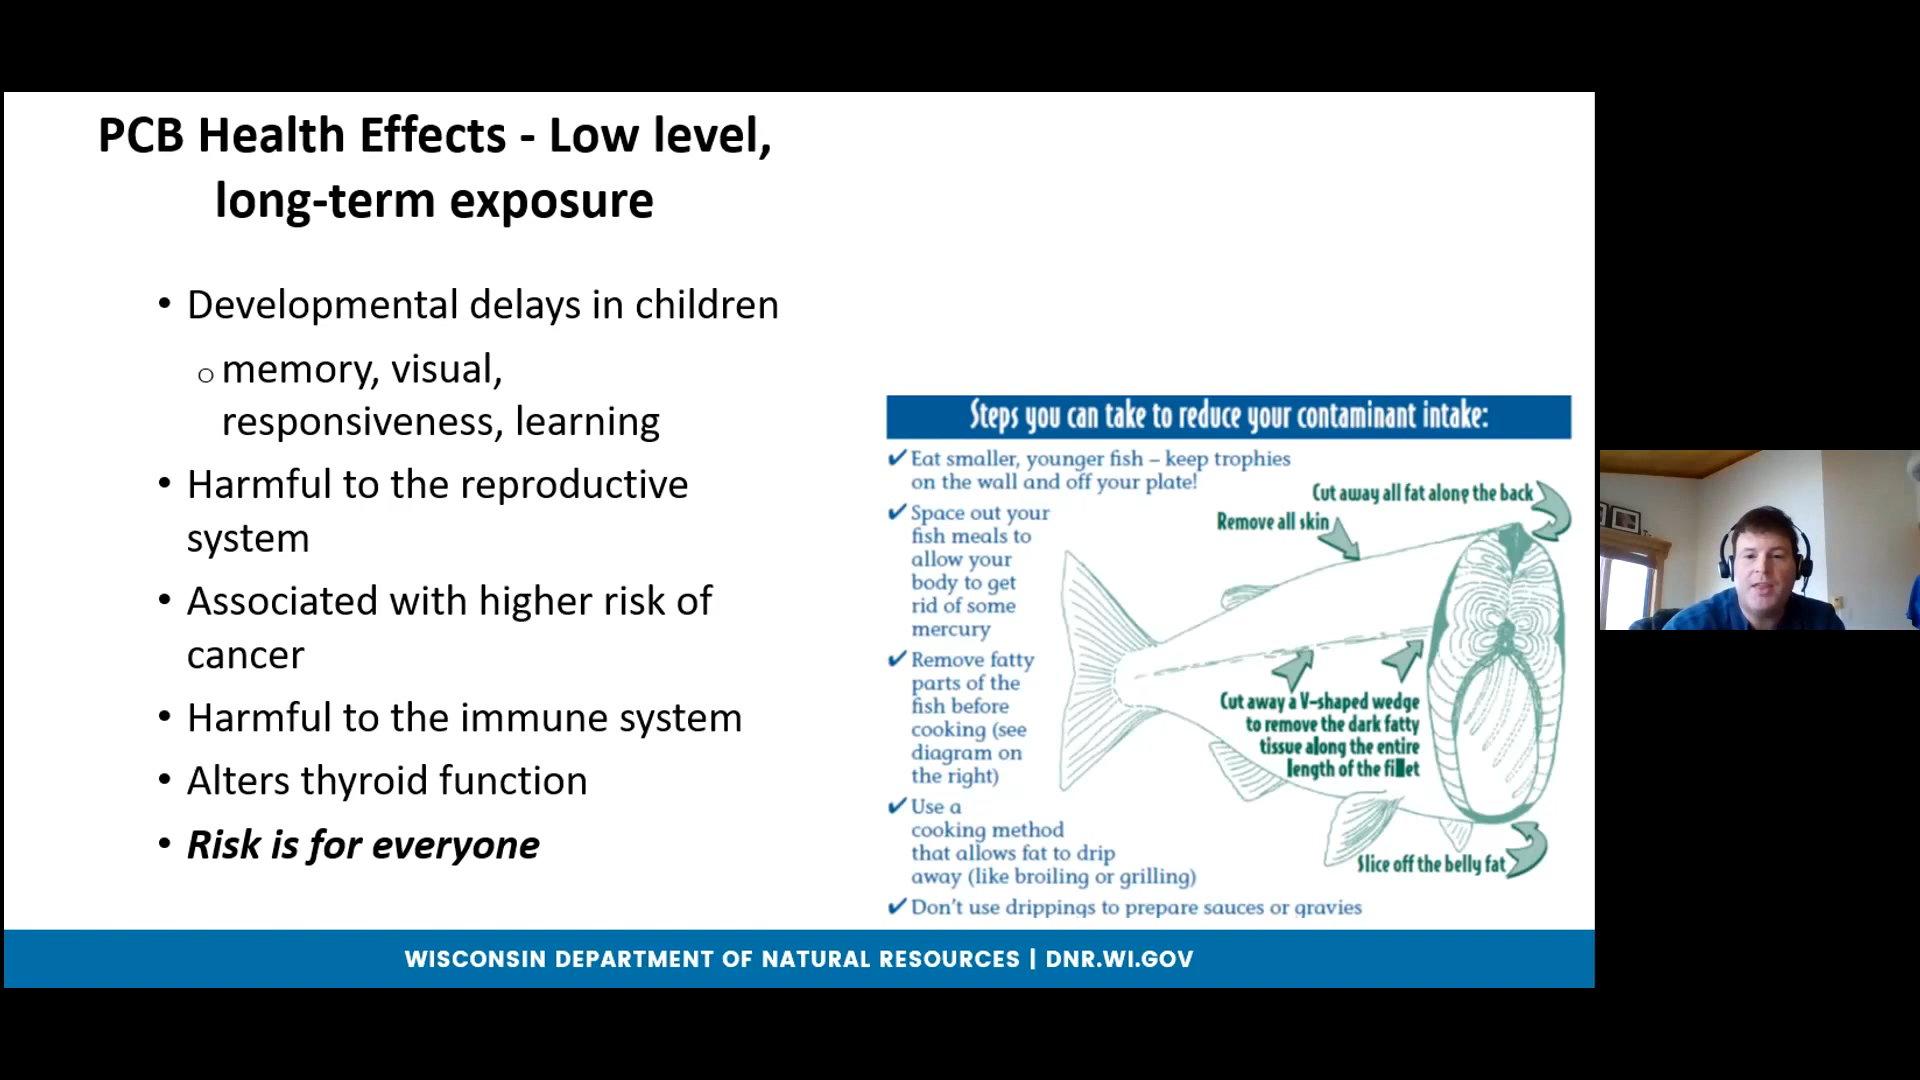 PCB Health Effects - Low level,
long-term exposure
• Developmental delays in children
o memory, visual,
responsiveness, learning
• Harmful to the reproductive
system
• Associated with higher risk of
cancer
• Harmful to the immune system
• Alters thyroid function
• Risk is for everyone
Steps you can take to reduce your contaminant intake:
✔ Eat smaller, younger fish – keep trophies
on the wall and off your plate!
✔ Space out your
fish meals to
allow your
body to get
rid of some
mercury
✔ Remove fatty
parts of the
fish before
cooking (see
diagram on
the right)
✔ Use a
cooking method
that allows fat to drip
away (like broiling or grilling)
✔ Don't use drippings to prepare sauces or gravies
Cut away all fat along the back
Remove all skin
Cut away a V-shaped wedge
to remove the dark fatty
tissue along the entire
length of the fillet
Slice off the belly fat
WISCONSIN DEPARTMENT OF NATURAL RESOURCES | DNR.WI.GOV